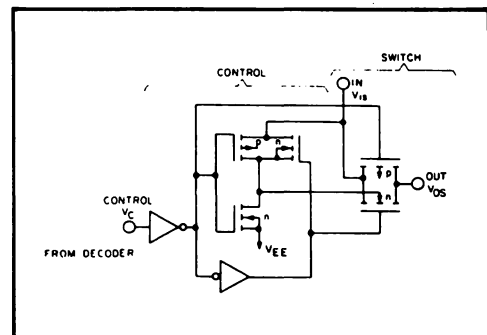 SWITCH
CONTROL
IN
Vis
p n
p
n
OUT
Vos
CONTROL
Vc
n
VEE
FROM DECODER